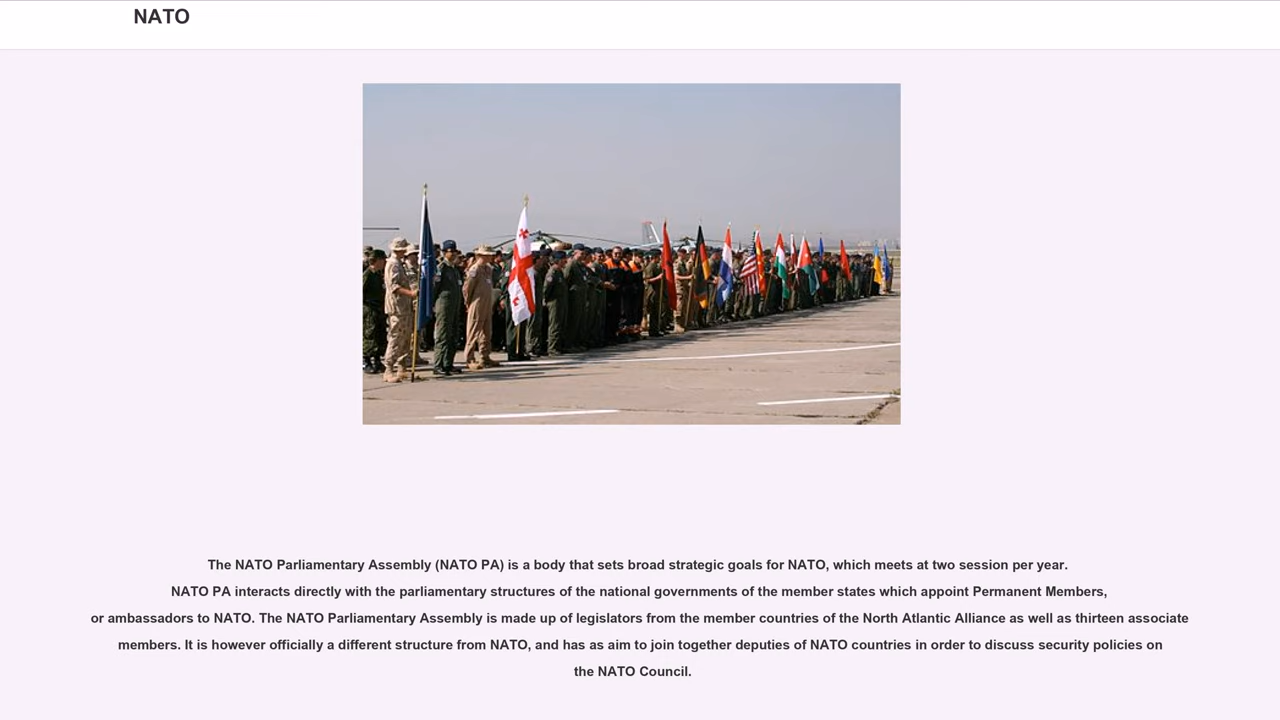 NATO
The NATO Parliamentary Assembly (NATO PA) is a body that sets broad strategic goals for NATO, which meets at two session per year.
NATO PA interacts directly with the parliamentary structures of the national governments of the member states which appoint Permanent Members,
or ambassadors to NATO. The NATO Parliamentary Assembly is made up of legislators from the member countries of the North Atlantic Alliance as well as thirteen associate
members. It is however officially a different structure from NATO, and has as aim to join together deputies of NATO countries in order to discuss security policies on
the NATO Council.